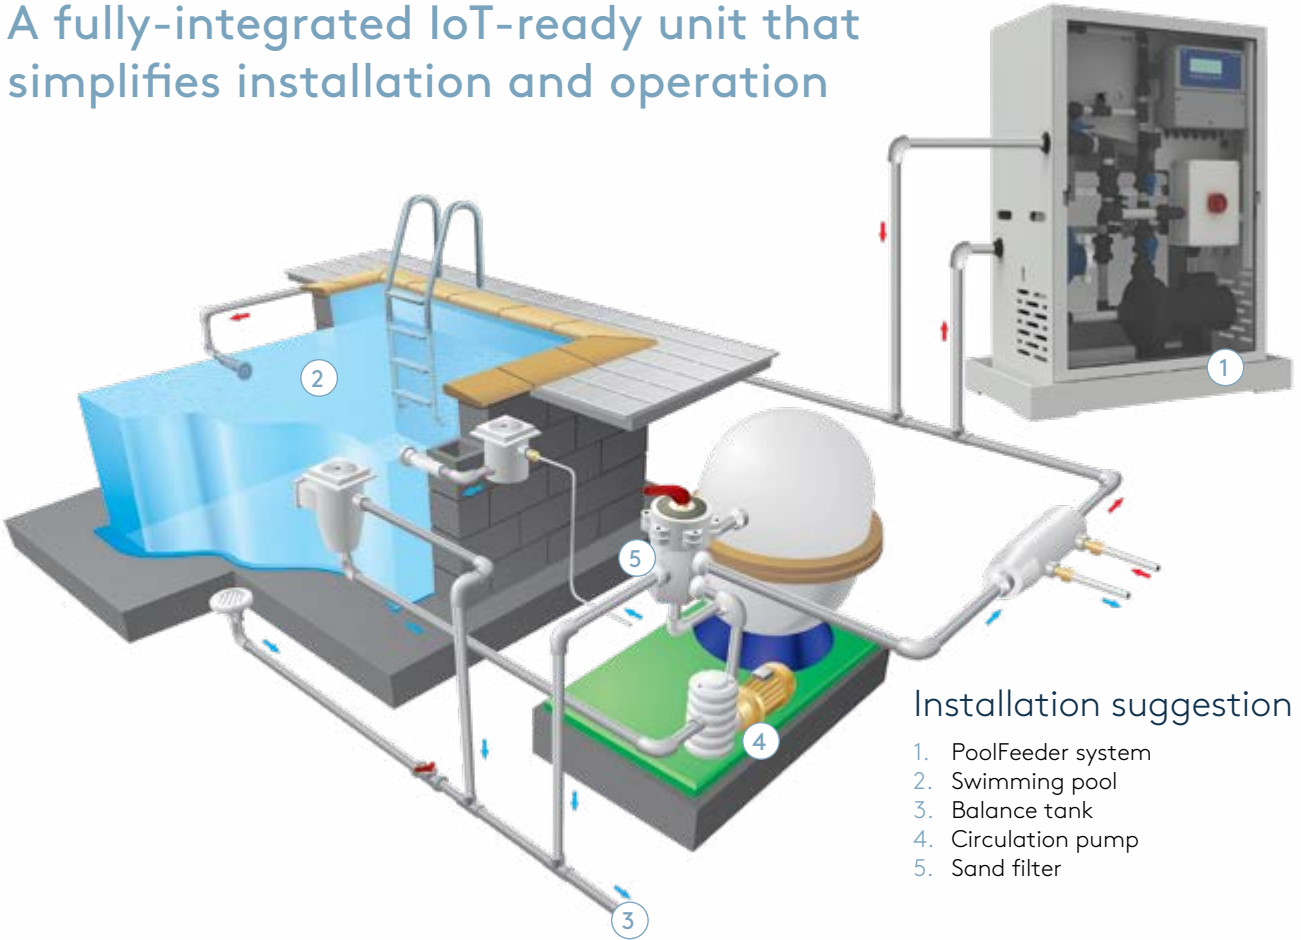 A fully-integrated IoT-ready unit that
simplifies installation and operation
1
2
5
4
3
Installation suggestion
1. PoolFeeder system
2. Swimming pool
3. Balance tank
4. Circulation pump
5. Sand filter